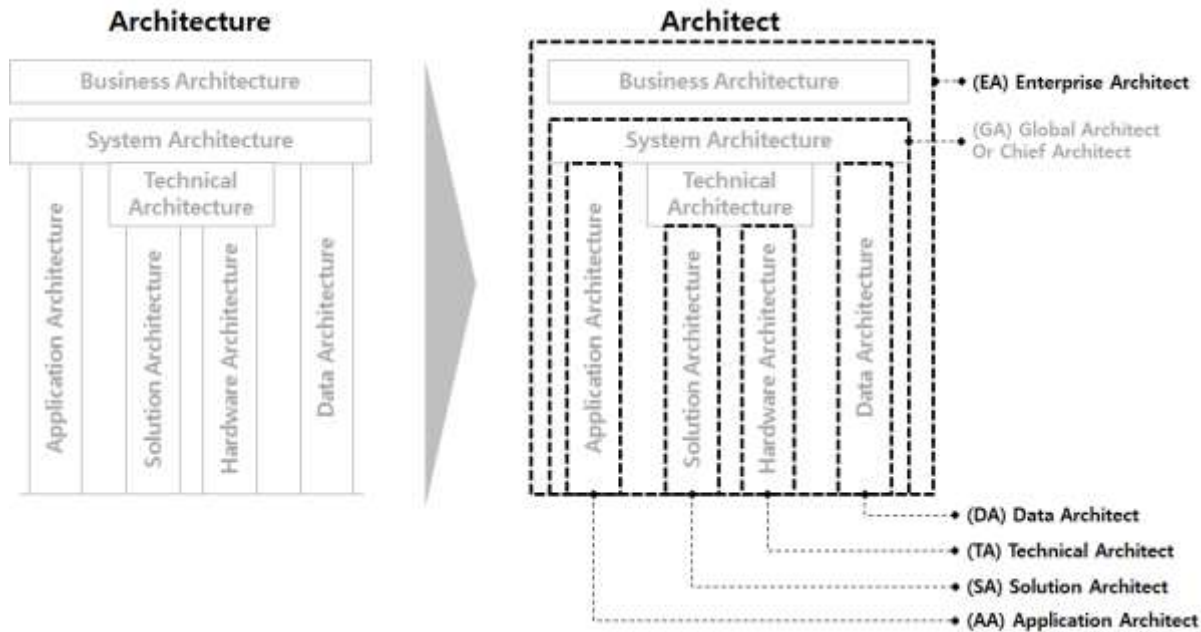 Architecture
Business Architecture
System Architecture
Technical
Architecture
Application Architecture
Solution Architecture
Hardware Architecture
Data Architecture
Architect
Business Architecture
System Architecture
Technical
Architecture
Application Architecture
Solution Architecture
Hardware Architecture
Data Architecture
(EA) Enterprise Architect
(GA) Global Architect
Or Chief Architect
(DA) Data Architect
(TA) Technical Architect
(SA) Solution Architect
(AA) Application Architect